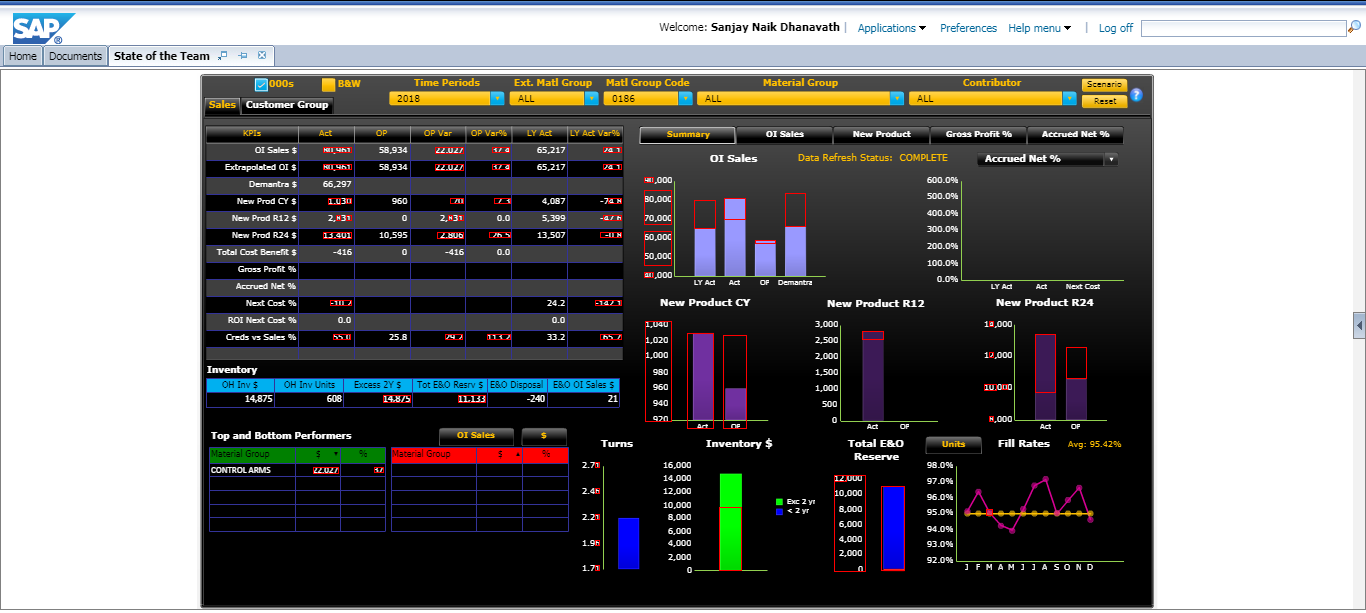 SAP ®
Welcome: Sanjay Naik Dhanavath | Applications Preferences Help menu | Log off
Home Documents State of the Team
000s B&W Time Periods Ext. Matl Group Matl Group Code Material Group Contributor Scenario
2018 ALL 0186 ALL ALL Reset ?
Sales Customer Group
KPIs Act OP OP Var OP Var% LY Act LY Act Var%
OI Sales $ 80,961 58,934 22,027 37.4 65,217 24.1
Extrapolated OI $ 80,961 58,934 22,027 37.4 65,217 24.1
Demantra $ 66,297
New Prod CY $ 1,030 960 70 7.3 4,087 -74.8
New Prod R12 $ 2,831 0 2,831 0.0 5,399 -47.6
New Prod R24 $ 13,401 10,595 2,806 26.5 13,507 -0.8
Total Cost Benefit $ -416 0 -416 0.0
Gross Profit %
Accrued Net %
Next Cost % -10.2 24.2 -142.1
ROI Next Cost % 0.0 0.0
Creds vs Sales % 55.0 25.8 29.2 113.2 33.2 65.7
Inventory
OH Inv $ OH Inv Units Excess 2Y $ Tot E&O Resrv $ E&O Disposal E&O OI Sales $
14,875 608 14,875 11,133 -240 21
Top and Bottom Performers OI Sales $
Material Group $ % Material Group $ %
CONTROL ARMS 22,027 37
Summary OI Sales New Product Gross Profit % Accrued Net %
OI Sales Data Refresh Status: COMPLETE Accrued Net %
90,000
80,000
70,000
60,000
50,000
40,000
LY Act Act OP Demantra
600.0%
500.0%
400.0%
300.0%
200.0%
100.0%
0.0%
LY Act Act Next Cost
New Product CY
1,040
1,020
1,000
980
960
940
920
Act OP
New Product R12
3,000
2,500
2,000
1,500
1,000
500
0
Act OP
New Product R24
14,000
12,000
10,000
8,000
Act OP
Turns
2.71
2.46
2.21
1.96
1.71
Inventory $
16,000
14,000
12,000
10,000
8,000
6,000
4,000
2,000
0
Exc 2 yr
< 2 yr
Total E&O
Reserve
12,000
10,000
8,000
6,000
4,000
2,000
0
Units Fill Rates Avg: 95.42%
98.0%
97.0%
96.0%
95.0%
94.0%
93.0%
92.0%
J F M A M J J A S O N D